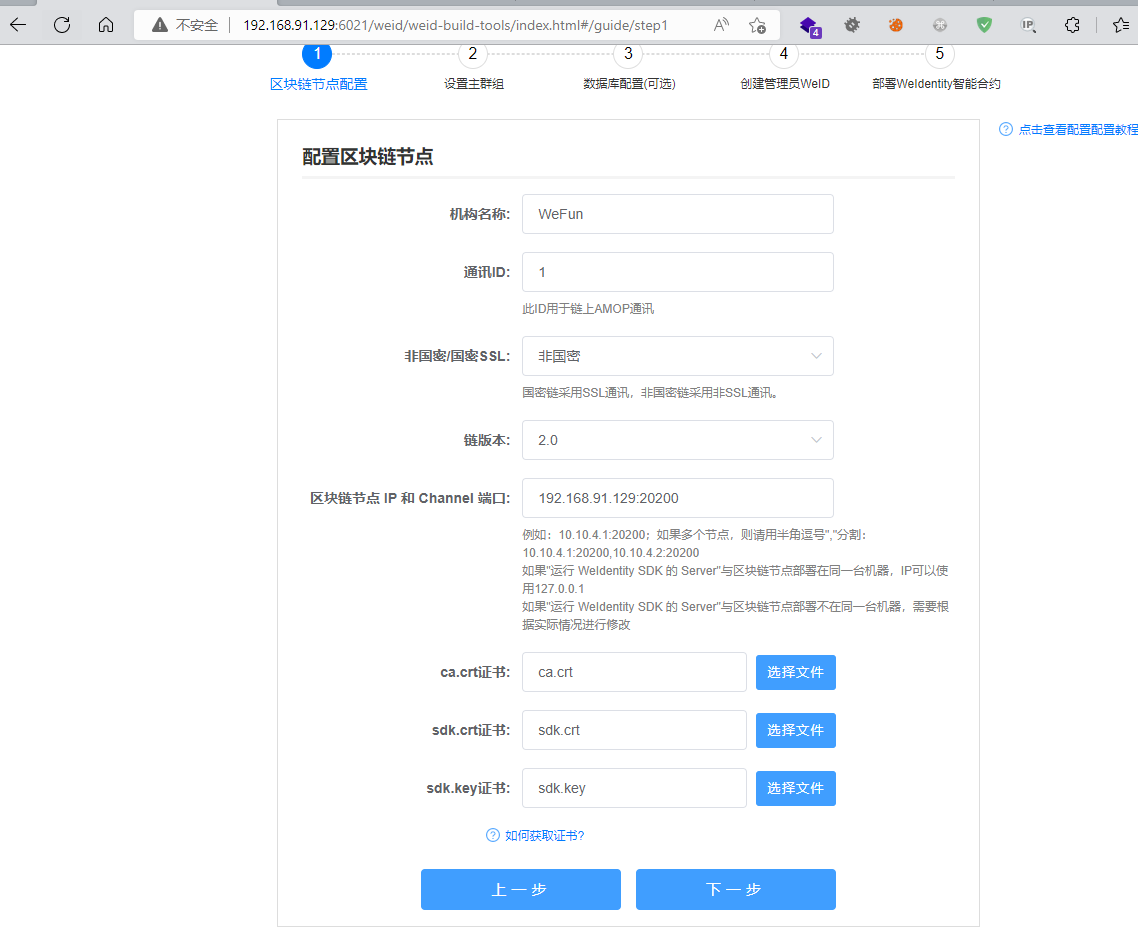 不安全
192.168.91.129:6021/weid/weid-build-tools/index.html#/guide/step1
4
IP
1
2
3
4
5
区块链节点配置
设置主群组
数据库配置(可选)
创建管理员WeID
部署WeIdentity智能合约
点击查看配置配置教程
配置区块链节点
机构名称:
WeFun
通讯ID:
1
此ID用于链上AMOP通讯
非国密/国密SSL:
非国密
国密链采用SSL通讯，非国密链采用非SSL通讯。
链版本:
2.0
区块链节点 IP 和 Channel 端口:
192.168.91.129:20200
例如：10.10.4.1:20200；如果多个节点，则请用半角逗号","分割：
10.10.4.1:20200,10.10.4.2:20200
如果"运行 WeIdentity SDK 的 Server"与区块链节点部署在同一台机器，IP可以使
用127.0.0.1
如果"运行 WeIdentity SDK 的 Server"与区块链节点部署不在同一台机器，需要根
据实际情况进行修改
ca.crt证书:
ca.crt
选择文件
sdk.crt证书:
sdk.crt
选择文件
sdk.key证书:
sdk.key
选择文件
如何获取证书?
上一步
下一步